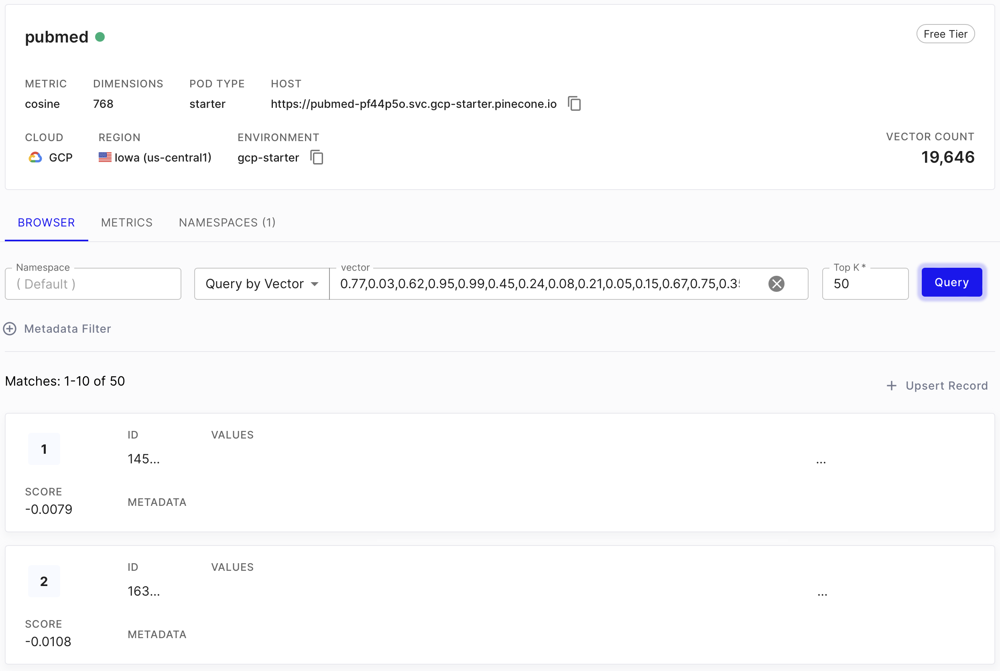 pubmed
Free Tier
METRIC DIMENSIONS POD TYPE HOST
cosine 768 starter https://pubmed-pf44p5o.svc.gcp-starter.pinecone.io
CLOUD REGION ENVIRONMENT VECTOR COUNT
GCP Iowa (us-central1) gcp-starter 19,646
BROWSER METRICS NAMESPACES (1)
Namespace vector Top K *
( Default ) Query by Vector 0.77,0.03,0.62,0.95,0.99,0.45,0.24,0.08,0.21,0.05,0.15,0.67,0.75,0.3 50 Query
Metadata Filter
Matches: 1-10 of 50
+ Upsert Record
1 ID VALUES
145... ...
SCORE METADATA
-0.0079
2 ID VALUES
163... ...
SCORE METADATA
-0.0108